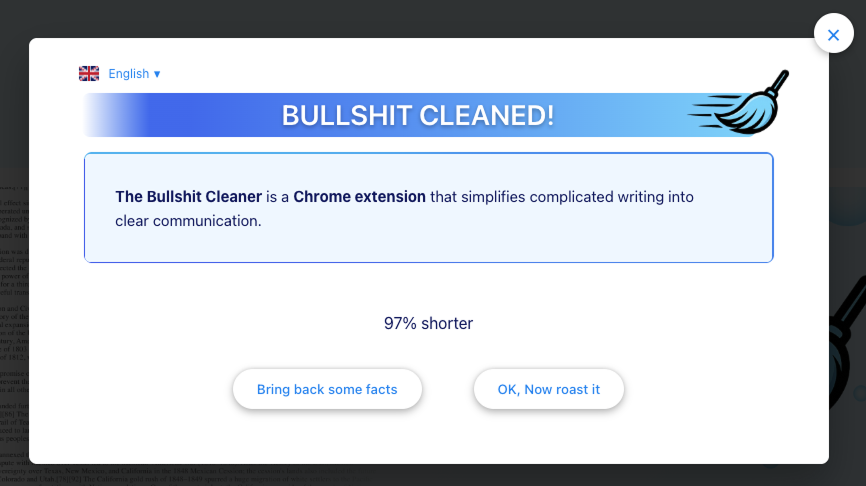 English ▾
BULLSHIT CLEANED!
The Bullshit Cleaner is a Chrome extension that simplifies complicated writing into
clear communication.
97% shorter
Bring back some facts
OK, Now roast it